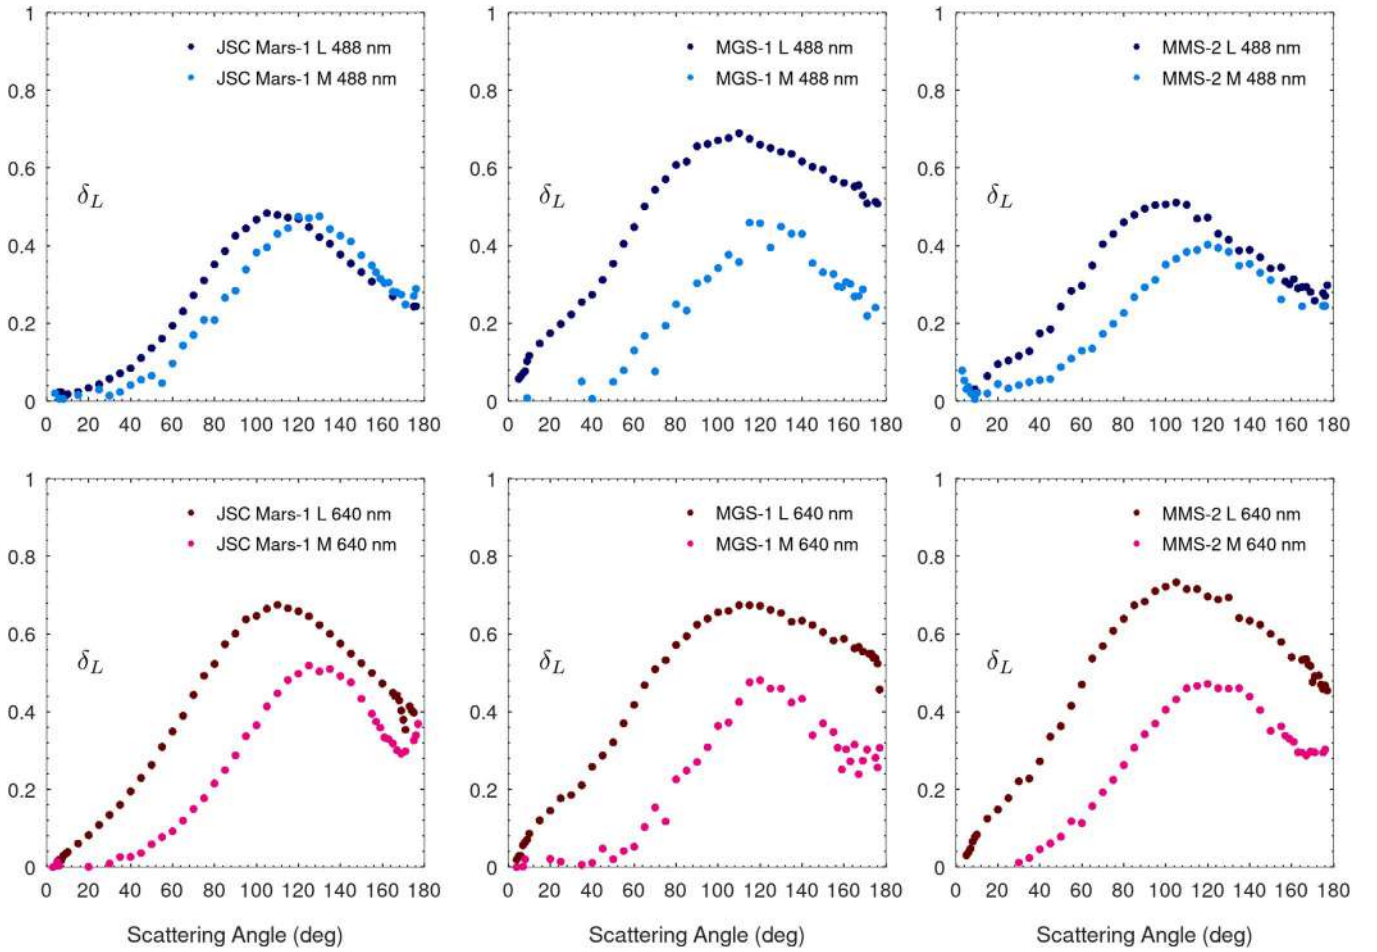 1
0.8
0.6
0.4
0.2
0
δL
JSC Mars-1 L 488 nm
JSC Mars-1 M 488 nm
0 20 40 60 80 100 120 140 160 180
1
0.8
0.6
0.4
0.2
0
δL
MGS-1 L 488 nm
MGS-1 M 488 nm
0 20 40 60 80 100 120 140 160 180
1
0.8
0.6
0.4
0.2
0
δL
MMS-2 L 488 nm
MMS-2 M 488 nm
0 20 40 60 80 100 120 140 160 180
1
0.8
0.6
0.4
0.2
0
δL
JSC Mars-1 L 640 nm
JSC Mars-1 M 640 nm
0 20 40 60 80 100 120 140 160 180
Scattering Angle (deg)
1
0.8
0.6
0.4
0.2
0
δL
MGS-1 L 640 nm
MGS-1 M 640 nm
0 20 40 60 80 100 120 140 160 180
Scattering Angle (deg)
1
0.8
0.6
0.4
0.2
0
δL
MMS-2 L 640 nm
MMS-2 M 640 nm
0 20 40 60 80 100 120 140 160 180
Scattering Angle (deg)